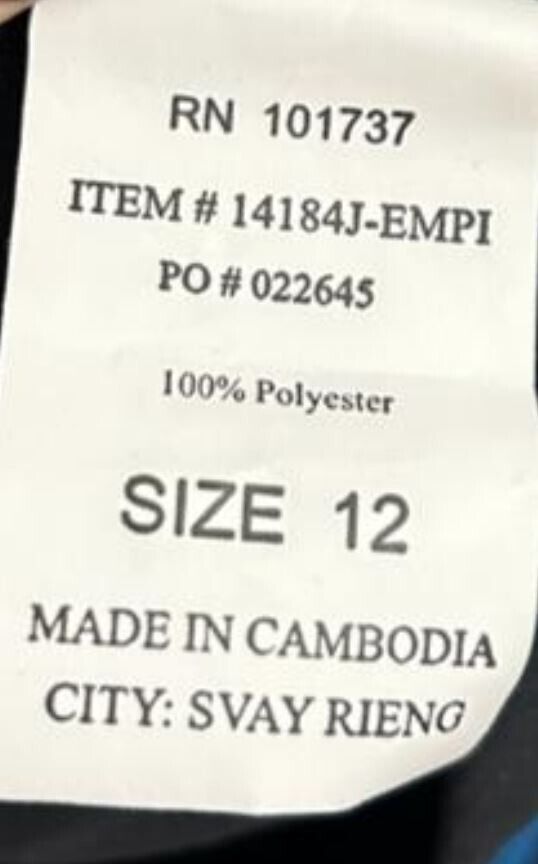 RN 101737
ITEM # 14184J-EMPI
PO # 022645
100% Polyester
SIZE 12
MADE IN CAMBODIA
CITY: SVAY RIENG